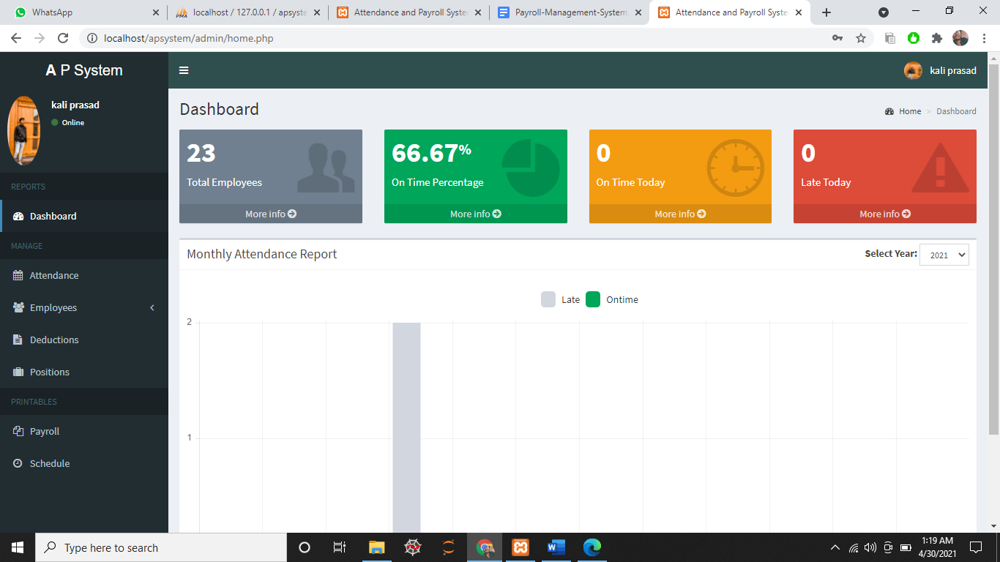 WhatsApp
localhost / 127.0.0.1 / apsyste
Attendance and Payroll Syste
Payroll-Management-System
Attendance and Payroll Syste
localhost/apsystem/admin/home.php
A P System
kali prasad
kali prasad
Online
Dashboard
Home > Dashboard
REPORTS
Dashboard
MANAGE
Attendance
Employees
Deductions
Positions
PRINTABLES
Payroll
Schedule
23
Total Employees
More info
66.67%
On Time Percentage
More info
0
On Time Today
More info
0
Late Today
More info
Monthly Attendance Report
Select Year: 2021
Late Ontime
2
1
Type here to search
1:19 AM
4/30/2021